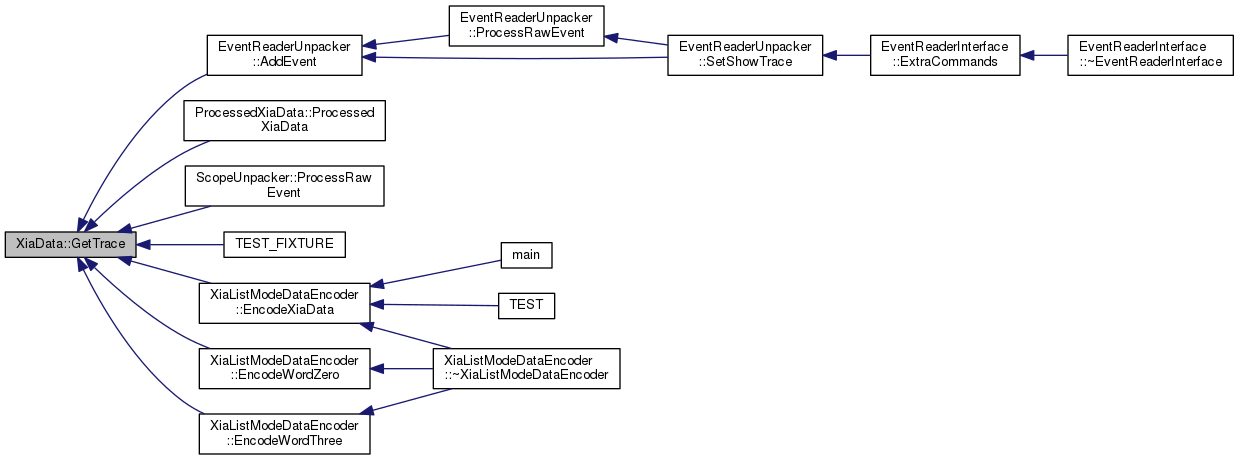 EventReaderUnpacker
::ProcessRawEvent
EventReaderUnpacker
::AddEvent
EventReaderUnpacker
::SetShowTrace
EventReaderInterface
::ExtraCommands
EventReaderInterface
::~EventReaderInterface
ProcessedXiaData::Processed
XiaData
ScopeUnpacker::ProcessRaw
Event
XiaData::GetTrace
TEST_FIXTURE
main
XiaListModeDataEncoder
::EncodeXiaData
TEST
XiaListModeDataEncoder
::EncodeWordZero
XiaListModeDataEncoder
::~XiaListModeDataEncoder
XiaListModeDataEncoder
::EncodeWordThree